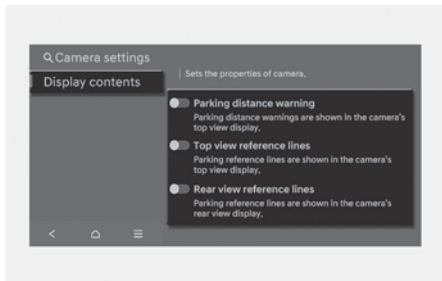 Camera settings
Display contents
Sets the properties of camera.
Parking distance warning
Parking distance warnings are shown in the camera's
top view display.
Top view reference lines
Parking reference lines are shown in the camera's
top view display.
Rear view reference lines
Parking reference lines are shown in the camera's
rear view display.